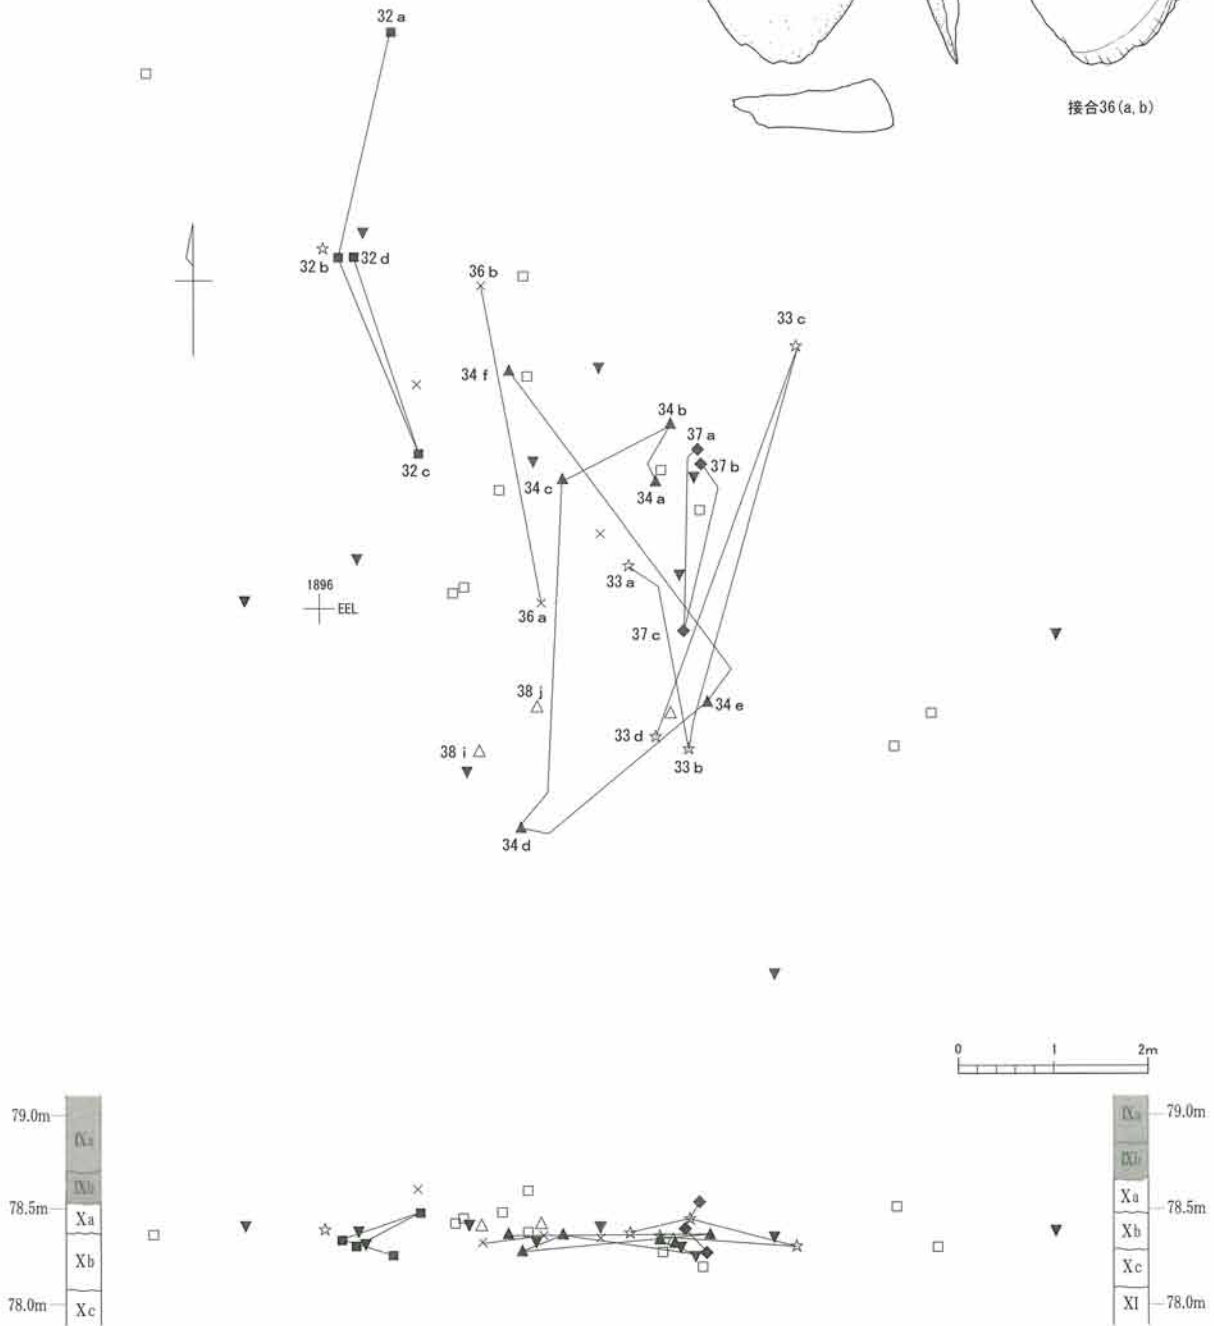 32 a
接合36(a, b)
32 b
32 d
36 b
33 c
34 f
34 b
37 a
37 b
32 c
34 c
34 a
33 a
1896
EEL
36 a
37 c
38 j
34 e
33 d
38 i
33 b
34 d
0 1 2m
79.0m
IXa
IXb
78.5m
Xa
Xb
78.0m
Xc
IXa
79.0m
IXb
Xa
78.5m
Xb
Xc
XI
78.0m